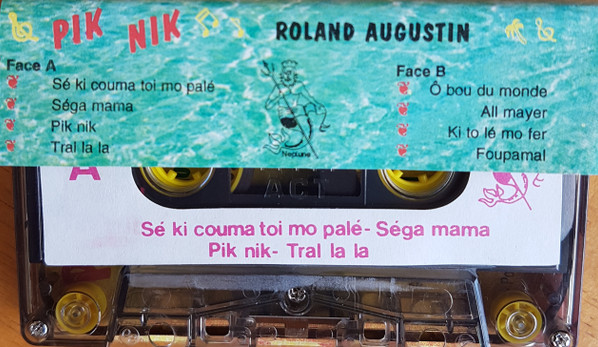 PIK NIK
ROLAND AUGUSTIN
Face A
Sé ki couma toi mo palé
Séga mama
Pik nik
Tral la la
Neptune
Face B
Ô bou du monde
All mayer
Ki to lé mo fer
Foupamal
A
ACT
Sé ki couma toi mo palé- Séga mama
Pik nik- Tral la la